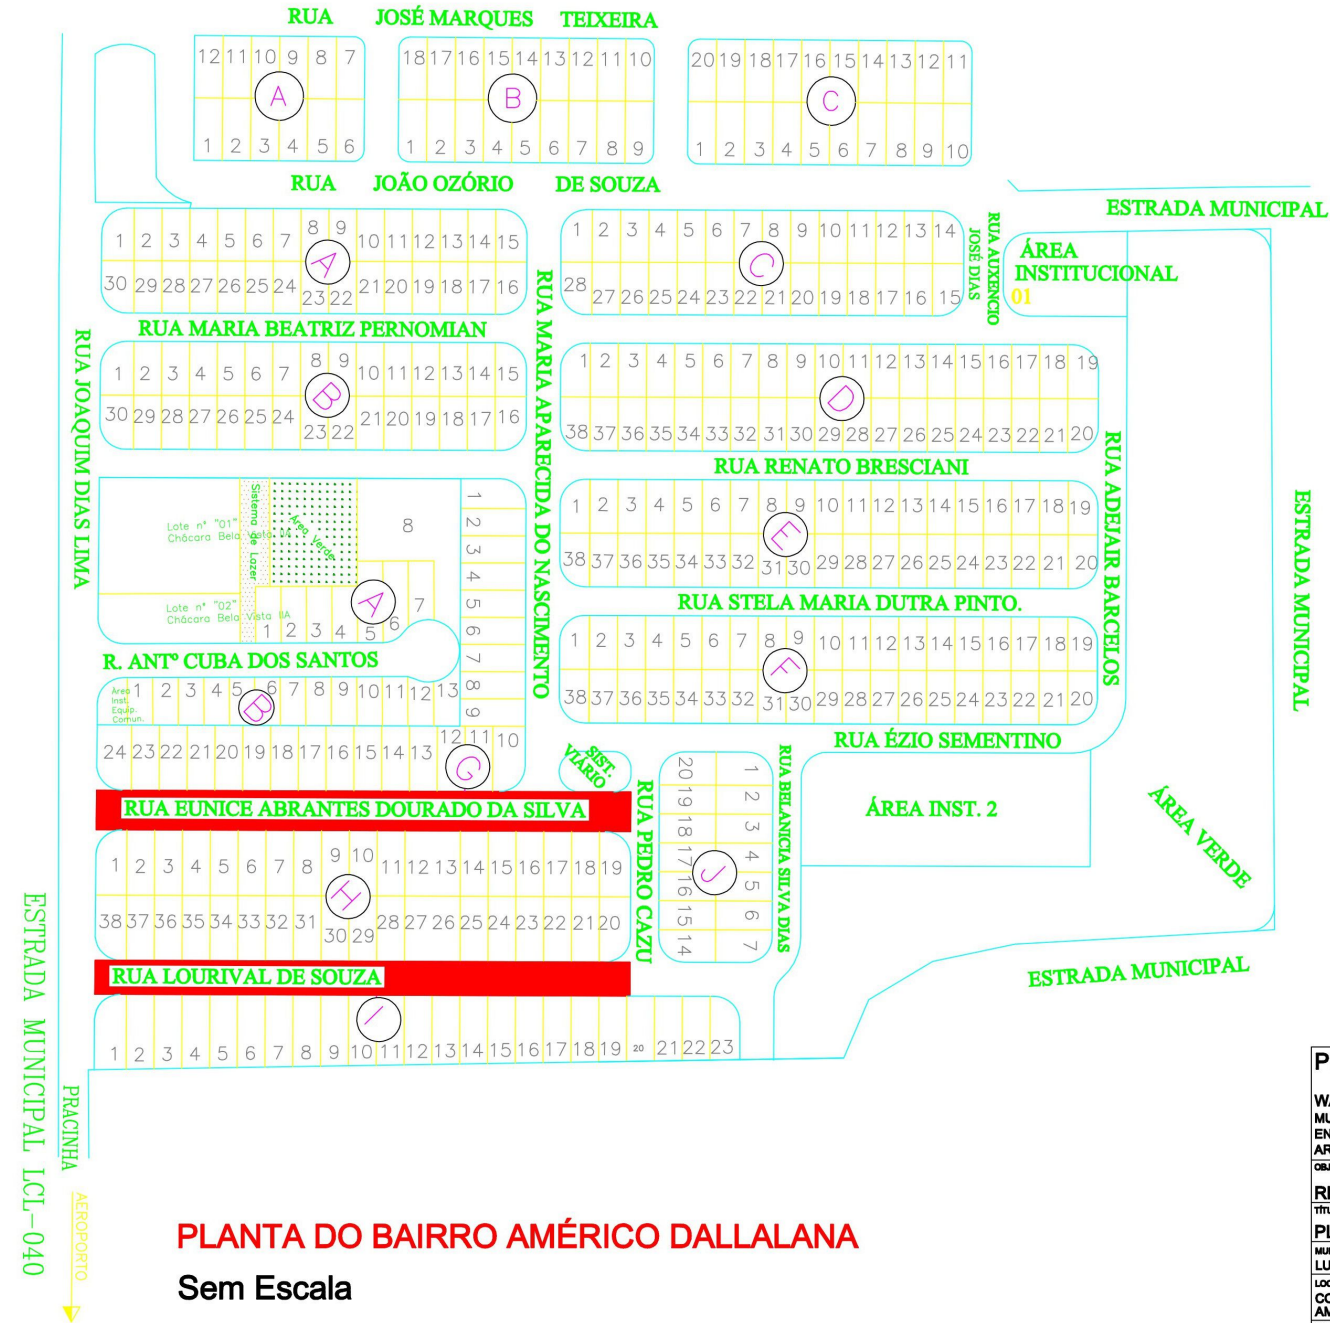 RUA JOSÉ MARQUES TEIXEIRA
12 11 10 9 8 7
A
1 2 3 4 5 6
18 17 16 15 14 13 12 11 10
B
1 2 3 4 5 6 7 8 9
20 19 18 17 16 15 14 13 12 11
C
1 2 3 4 5 6 7 8 9 10
RUA JOÃO OZÓRIO DE SOUZA
ESTRADA MUNICIPAL
1 2 3 4 5 6 7 8 9 10 11 12 13 14 15
A
30 29 28 27 26 25 24 23 22 21 20 19 18 17 16
1 2 3 4 5 6 7 8 9 10 11 12 13 14
C
28 27 26 25 24 23 22 21 20 19 18 17 16 15
RUA AUXENCIO
JOSÉ DIAS
ÁREA
INSTITUCIONAL
01
RUA MARIA BEATRIZ PERNOMIAN
RUA JOAQUIM DIAS LIMA
RUA MARIA APARECIDA DO NASCIMENTO
1 2 3 4 5 6 7 8 9 10 11 12 13 14 15
B
30 29 28 27 26 25 24 23 22 21 20 19 18 17 16
1 2 3 4 5 6 7 8 9 10 11 12 13 14 15 16 17 18 19
D
38 37 36 35 34 33 32 31 30 29 28 27 26 25 24 23 22 21 20
RUA RENATO BRESCIANI
RUA ADEJAIR BARCELOS
ESTRADA MUNICIPAL
Lote n° "01"
Chácara Bela Vista IIA
Sistema de Lazer
Área Verde
8
Lote n° "02"
Chácara Bela Vista IIA
A
1 2 3 4 5 6 7
1
2
3
4
5
6
7
8
9
1 2 3 4 5 6 7 8 9 10 11 12 13 14 15 16 17 18 19
E
38 37 36 35 34 33 32 31 30 29 28 27 26 25 24 23 22 21 20
RUA STELA MARIA DUTRA PINTO.
1 2 3 4 5 6 7 8 9 10 11 12 13 14 15 16 17 18 19
F
38 37 36 35 34 33 32 31 30 29 28 27 26 25 24 23 22 21 20
R. ANTº CUBA DOS SANTOS
Área
Inst.
Equip.
Comun.
1 2 3 4 5 6 7 8 9 10 11 12 13
B
24 23 22 21 20 19 18 17 16 15 14 13 12 11 10
G
RUA ÉZIO SEMENTINO
SIST.
VIÁRIO
RUA EUNICE ABRANTES DOURADO DA SILVA
RUA PEDRO CAZU
20 19 18 17 16 15 14
J
1 2 3 4 5 6 7
RUA BELANICIA SILVA DIAS
ÁREA INST. 2
ÁREA VERDE
1 2 3 4 5 6 7 8 9 10 11 12 13 14 15 16 17 18 19
H
38 37 36 35 34 33 32 31 30 29 28 27 26 25 24 23 22 21 20
RUA LOURIVAL DE SOUZA
ESTRADA MUNICIPAL
I
1 2 3 4 5 6 7 8 9 10 11 12 13 14 15 16 17 18 19 20 21 22 23
ESTRADA MUNICIPAL LCL-040
PRACINHA
AEROPORTO
PLANTA DO BAIRRO AMÉRICO DALLALANA
Sem Escala
P
WA
MU
EN
AR
OBJ
RE
TÍTU
PL
MUN
LU
LOC
CO
AM